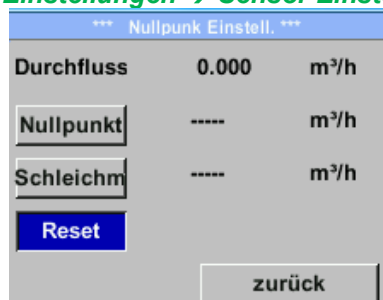 Einstellungen → Sensor Einst
*** Nullpunk Einstell. ***
Durchfluss 0.000 m³/h
Nullpunkt ----- m³/h
Schleichm ----- m³/h
Reset
zurück